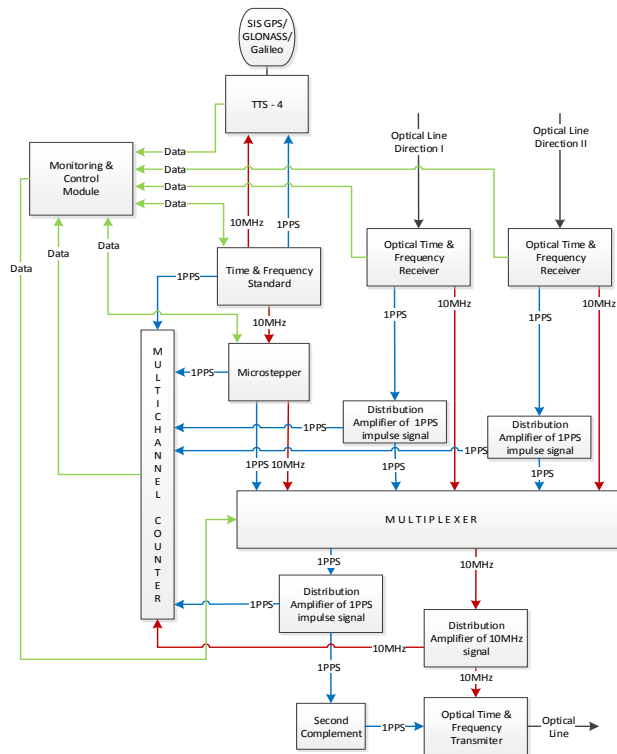 SIS GPS/
GLONASS/
Galileo
TTS - 4
Optical Line
Direction I
Optical Line
Direction II
Data
Monitoring &
Control
Module
Data
Data
Data
10MHz
1PPS
Optical Time &
Frequency
Receiver
Optical Time &
Frequency
Receiver
Data
Data
Data
1PPS
Time & Frequency
Standard
10MHz
1PPS
10MHz
1PPS
10MHz
MULTICHANNEL COUNTER
1PPS
Microstepper
Distribution
Amplifier of 1PPS
impulse signal
Distribution
Amplifier of 1PPS
impulse signal
1PPS
1PPS
1PPS
10MHz
1PPS
1PPS
MULTIPLEXER
1PPS
10MHz
Distribution
Amplifier of 1PPS
impulse signal
1PPS
Distribution
Amplifier of 10MHz
signal
10MHz
1PPS
10MHz
Second
Complement
1PPS
Optical Time &
Frequency
Transmiter
Optical
Line